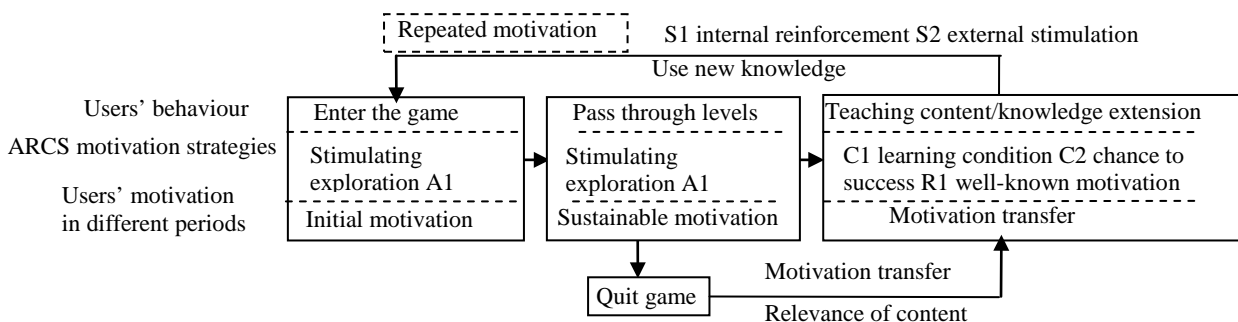 Repeated motivation
S1 internal reinforcement S2 external stimulation
Use new knowledge
Users' behaviour
Enter the game
Pass through levels
Teaching content/knowledge extension
ARCS motivation strategies
Stimulating
exploration A1
Stimulating
exploration A1
C1 learning condition C2 chance to
success R1 well-known motivation
Users' motivation
in different periods
Initial motivation
Sustainable motivation
Motivation transfer
Quit game
Motivation transfer
Relevance of content